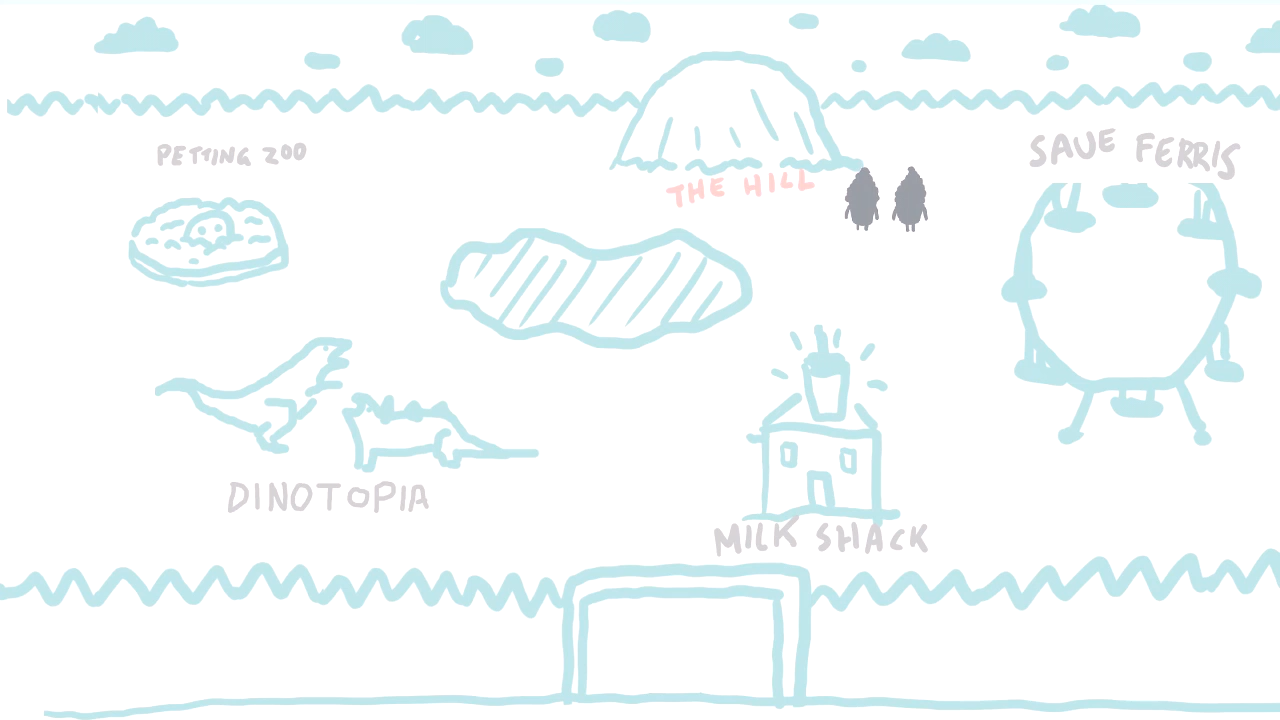 PETTING ZOO
SAVE FERRIS
THE HILL
DINOTOPIA
MILK SHACK